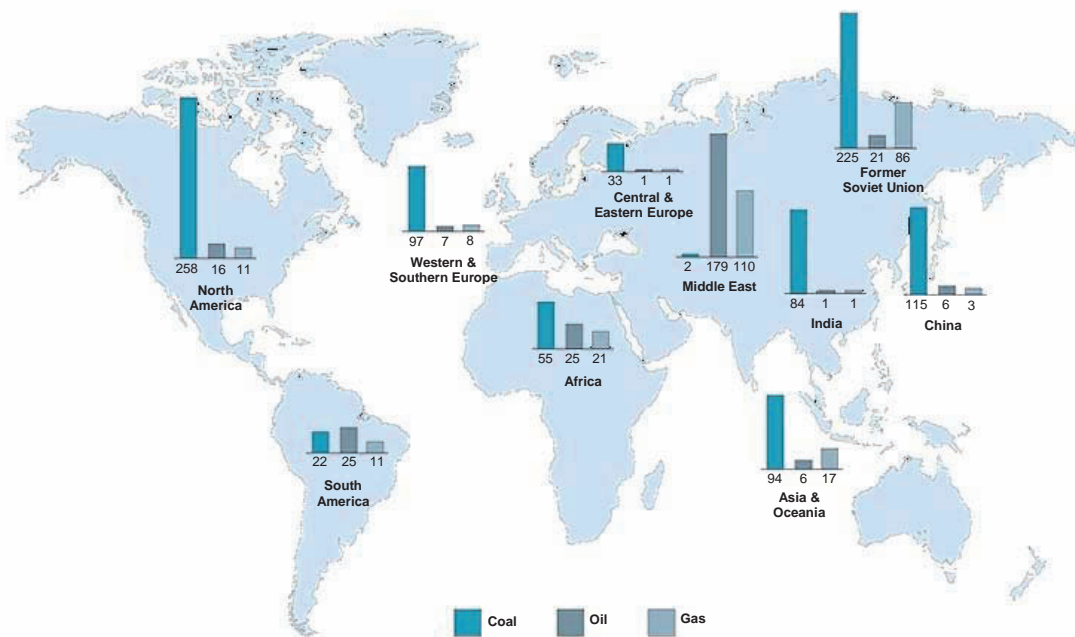 225 21 86
Former
Soviet Union
33 1 1
Central &
Eastern Europe
97 7 8
Western &
Southern Europe
258 16 11
North
America
2 179 110
Middle East
84 1 1
India
115 6 3
China
55 25 21
Africa
22 25 11
South
America
94 6 17
Asia &
Oceania
Coal Oil Gas